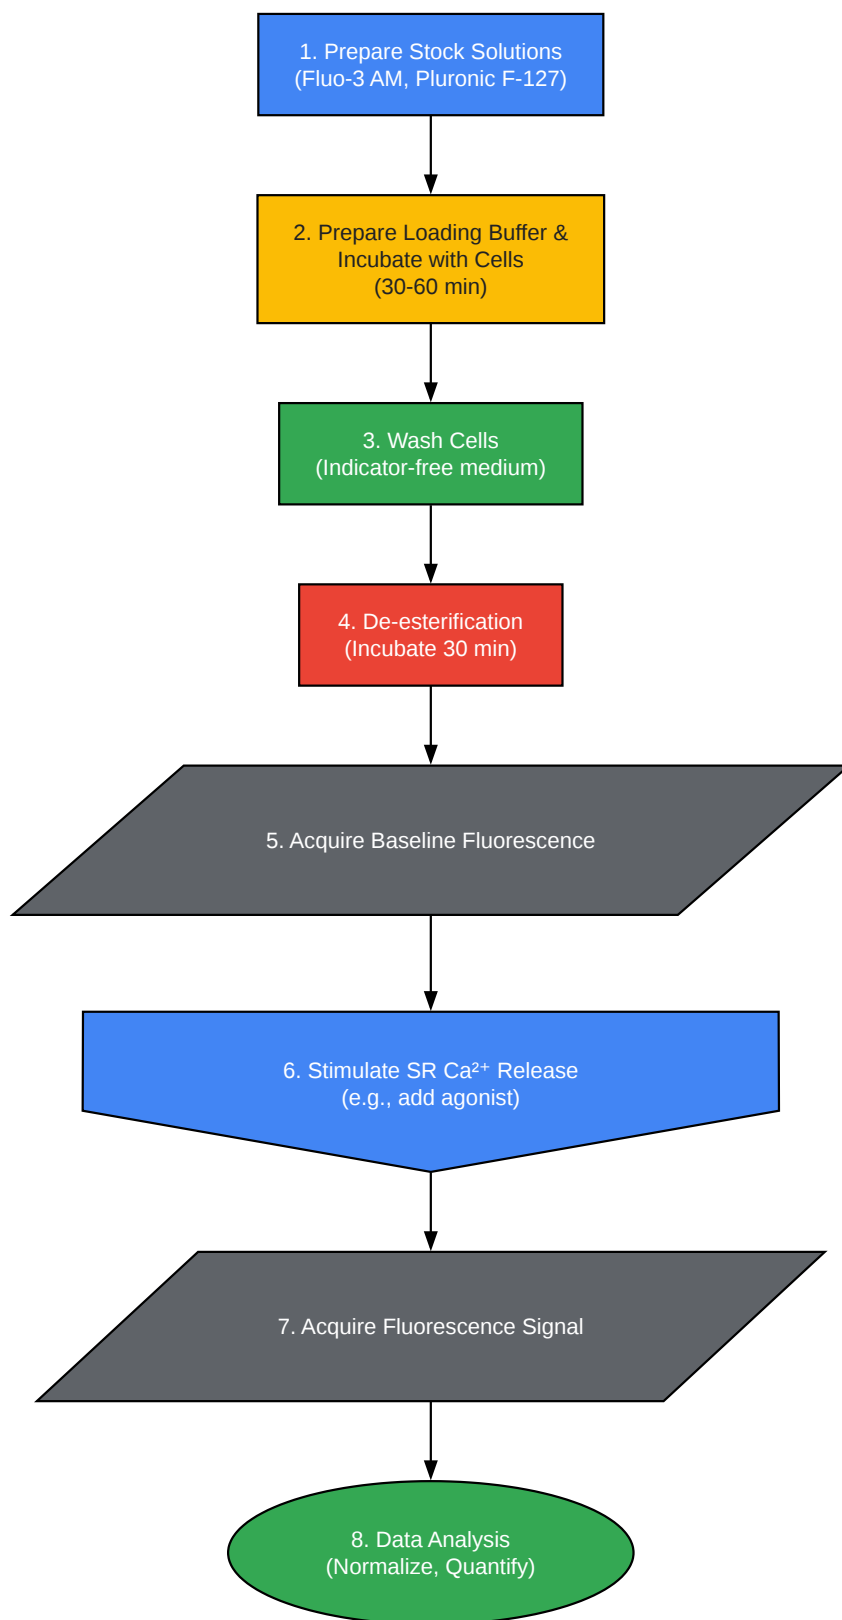 1. Prepare Stock Solutions
(Fluo-3 AM, Pluronic F-127)
2. Prepare Loading Buffer &
Incubate with Cells
(30-60 min)
3. Wash Cells
(Indicator-free medium)
4. De-esterification
(Incubate 30 min)
5. Acquire Baseline Fluorescence
6. Stimulate SR Ca²⁺ Release
(e.g., add agonist)
7. Acquire Fluorescence Signal
8. Data Analysis
(Normalize, Quantify)